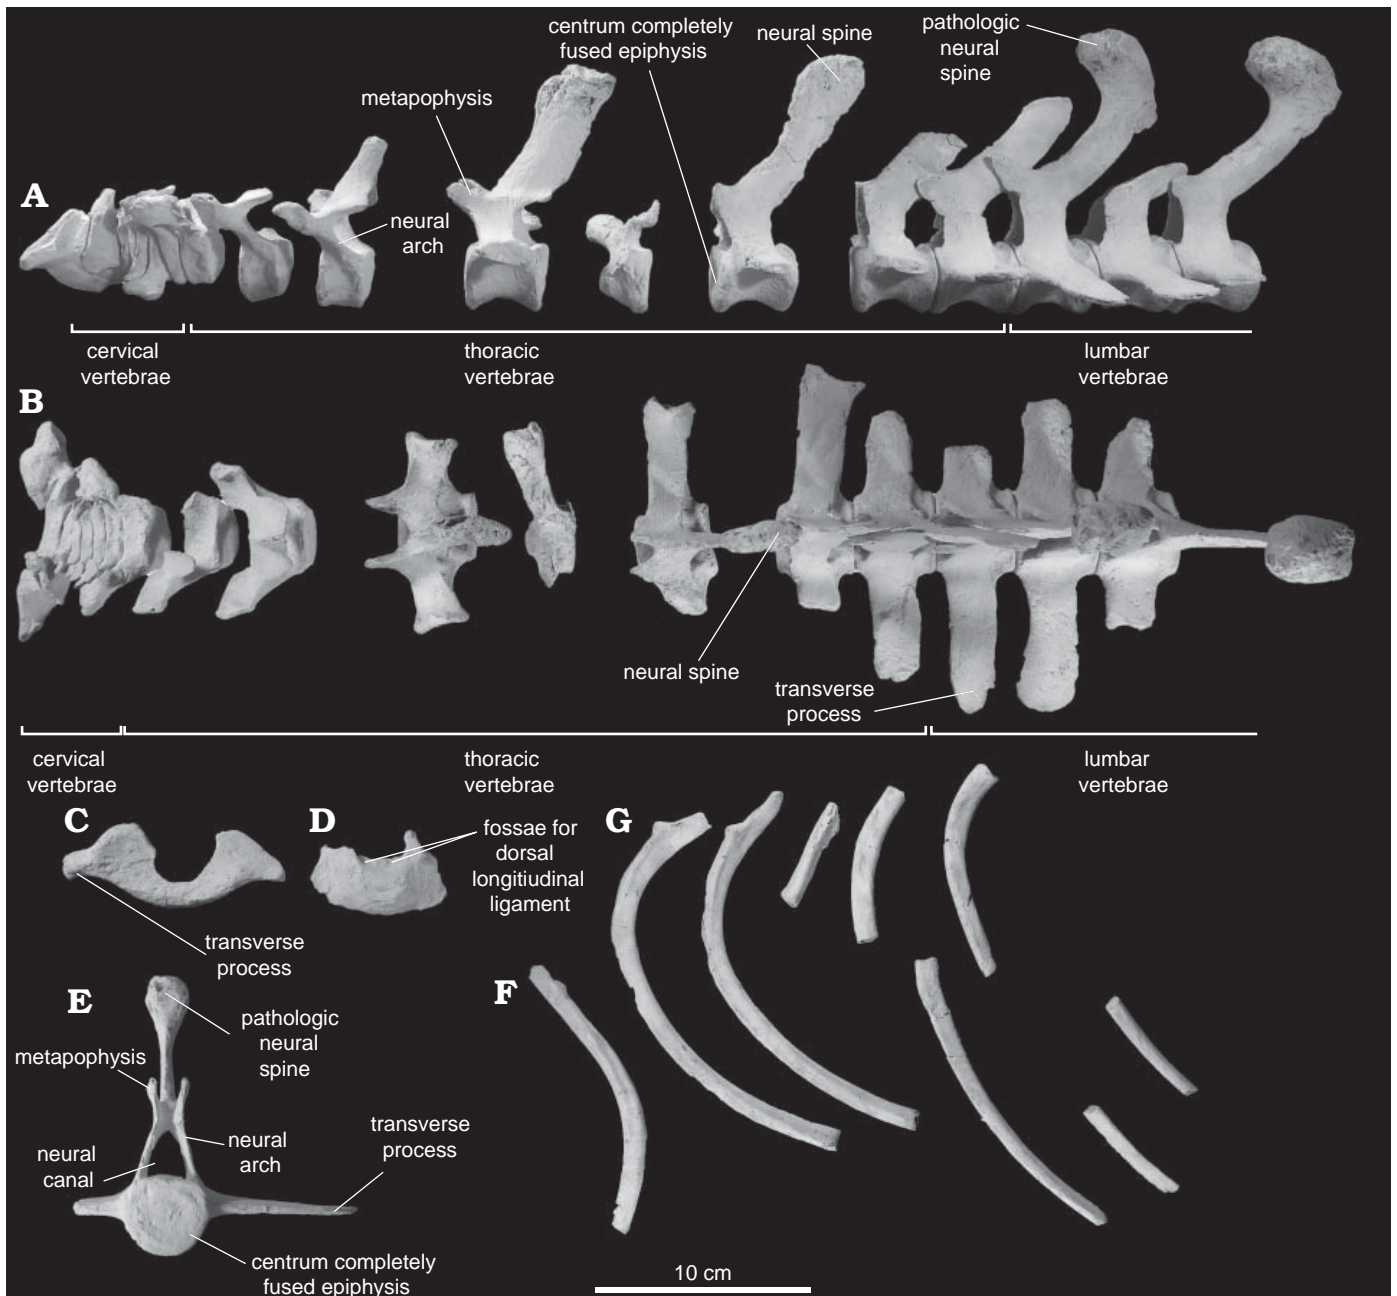 centrum completely
fused epiphysis
neural spine
pathologic
neural
spine
metapophysis
A
neural
arch
cervical
vertebrae
thoracic
vertebrae
lumbar
vertebrae
B
neural spine
transverse
process
cervical
vertebrae
thoracic
vertebrae
lumbar
vertebrae
C
D
fossae for
dorsal
longitiudinal
ligament
G
transverse
process
E
F
pathologic
neural
spine
metapophysis
neural
arch
transverse
process
neural
canal
centrum completely
fused epiphysis
10 cm